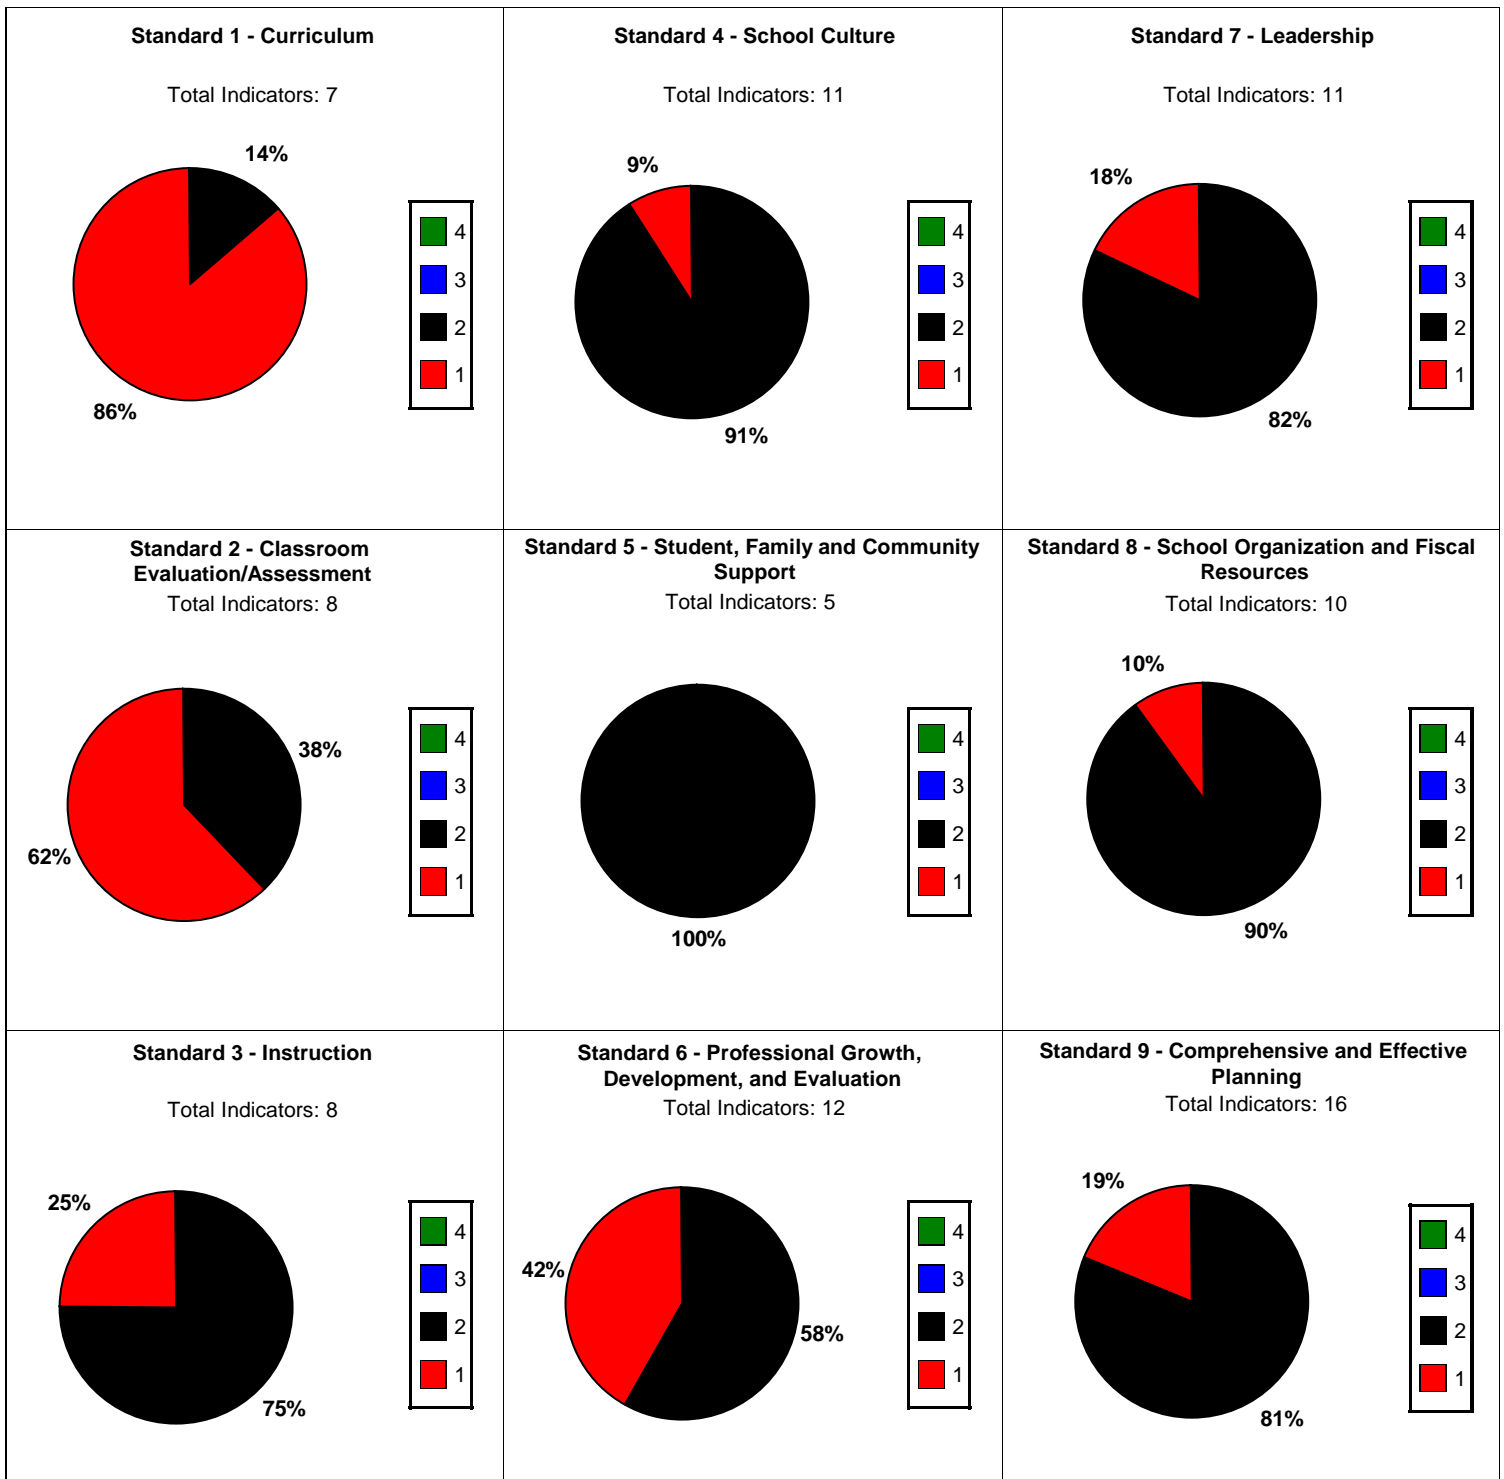 Standard 1 - Curriculum
Total Indicators: 7
14%
86%
4
3
2
1
Standard 4 - School Culture
Total Indicators: 11
9%
91%
4
3
2
1
Standard 7 - Leadership
Total Indicators: 11
18%
82%
4
3
2
1
Standard 2 - Classroom
Evaluation/Assessment
Total Indicators: 8
38%
62%
4
3
2
1
Standard 5 - Student, Family and Community
Support
Total Indicators: 5
100%
4
3
2
1
Standard 8 - School Organization and Fiscal
Resources
Total Indicators: 10
10%
90%
4
3
2
1
Standard 3 - Instruction
Total Indicators: 8
25%
75%
4
3
2
1
Standard 6 - Professional Growth,
Development, and Evaluation
Total Indicators: 12
42%
58%
4
3
2
1
Standard 9 - Comprehensive and Effective
Planning
Total Indicators: 16
19%
81%
4
3
2
1